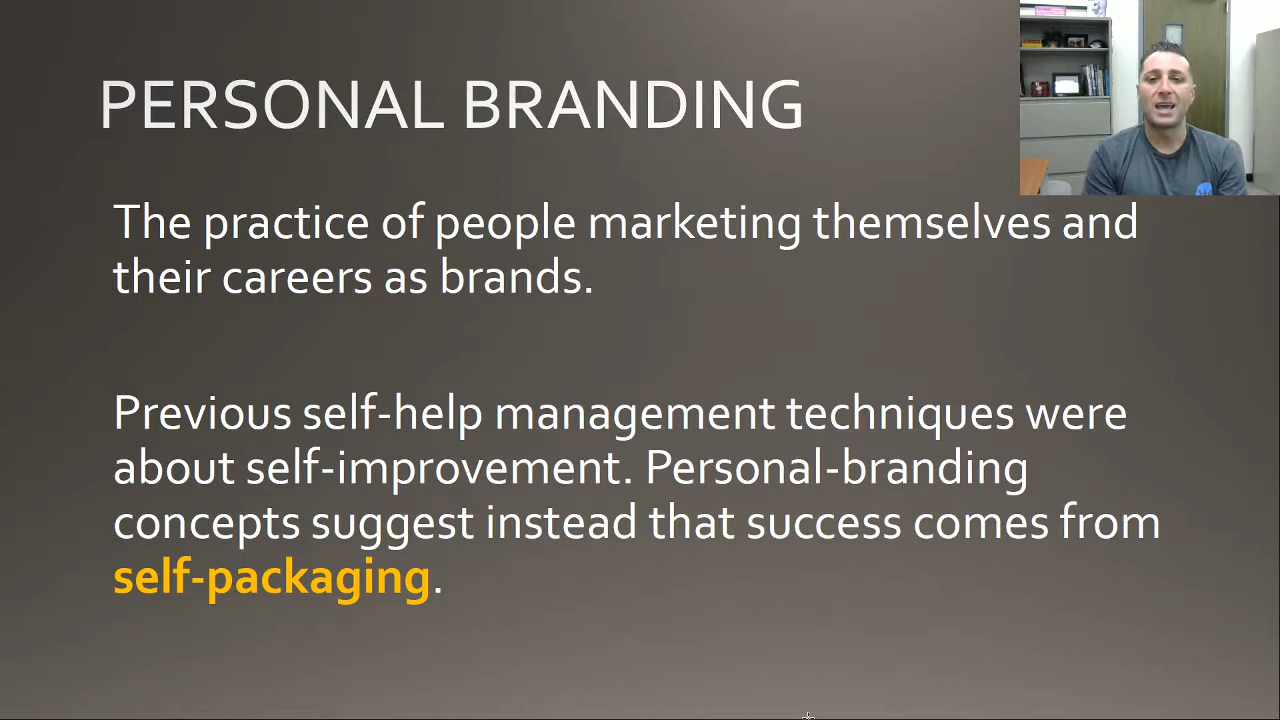 PERSONAL BRANDING
The practice of people marketing themselves and
their careers as brands.
Previous self-help management techniques were
about self-improvement. Personal-branding
concepts suggest instead that success comes from
self-packaging.